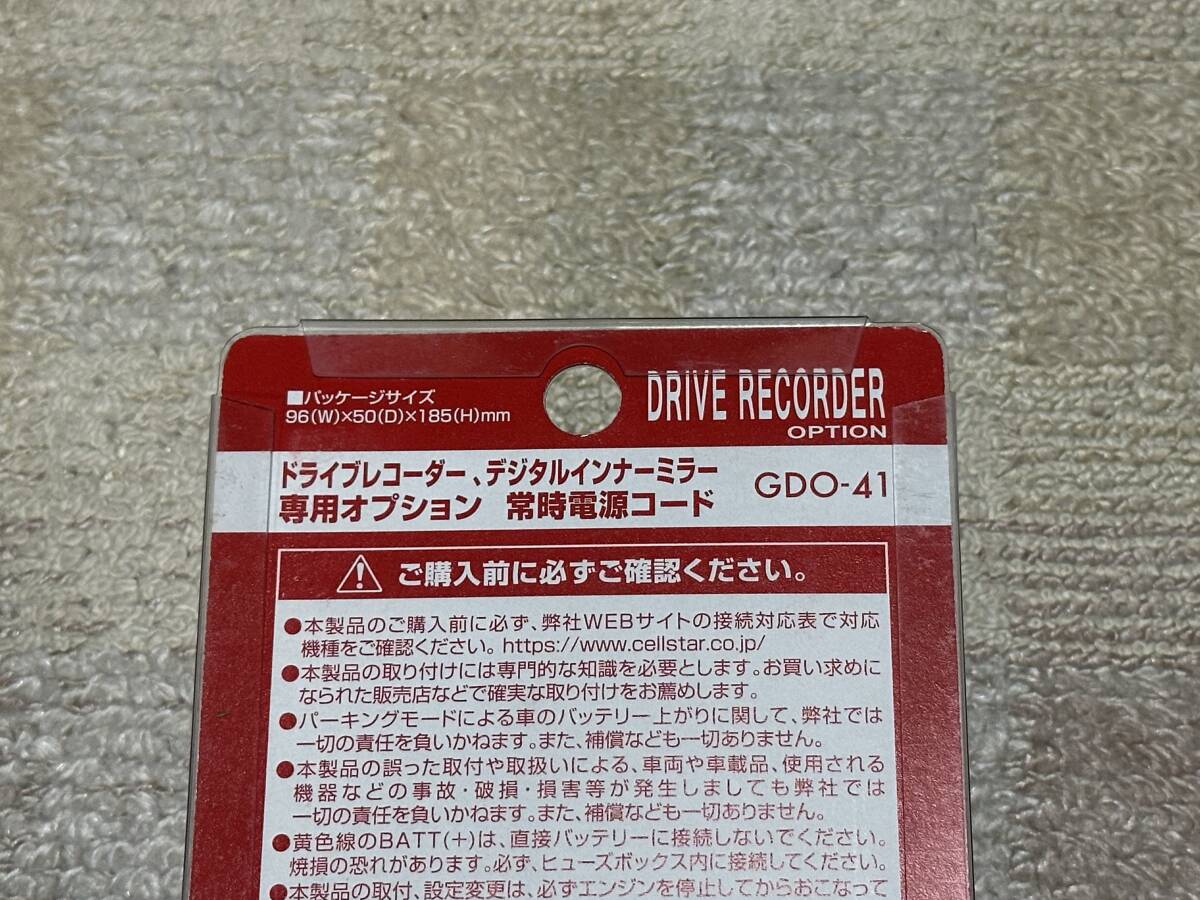 ■パッケージサイズ
96(W)×50(D)×185(H)mm
DRIVE RECORDER
OPTION
ドライブレコーダー、デジタルインナーミラー
専用オプション 常時電源コード
GDO-41
ご購入前に必ずご確認ください。
●本製品のご購入前に必ず、弊社WEBサイトの接続対応表で対応
機種をご確認ください。https://www.cellstar.co.jp/
●本製品の取り付けには専門的な知識を必要とします。お買い求めに
なられた販売店などで確実な取り付けをお薦めします。
●パーキングモードによる車のバッテリー上がりに関して、弊社では
一切の責任を負いかねます。また、補償なども一切ありません。
●本製品の誤った取付や取扱いによる、車両や車載品、使用される
機器などの事故・破損・損害等が発生しましても弊社では
一切の責任を負いかねます。また、補償なども一切ありません。
●黄色線のBATT(+)は、直接バッテリーに接続しないでください。
焼損の恐れがあります。必ず、ヒューズボックス内に接続してください。
●本製品の取付、設定変更は、必ずエンジンを停止してからおこなって